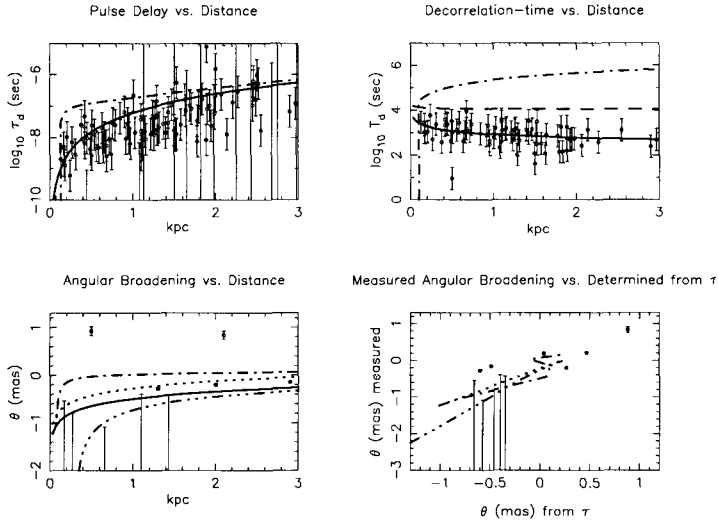 Pulse Delay vs. Distance
log₁₀ τ_d (sec)
-6
-8
-10
0 1 2 3
kpc
Decorrelation-time vs. Distance
log₁₀ T_d (sec)
6
4
2
0
0 1 2 3
kpc
Angular Broadening vs. Distance
θ (mas)
1
0
-1
-2
0 1 2 3
kpc
Measured Angular Broadening vs. Determined from τ
θ (mas) measured
1
0
-1
-2
-3
-1 -0.5 0 0.5 1
θ (mas) from τ